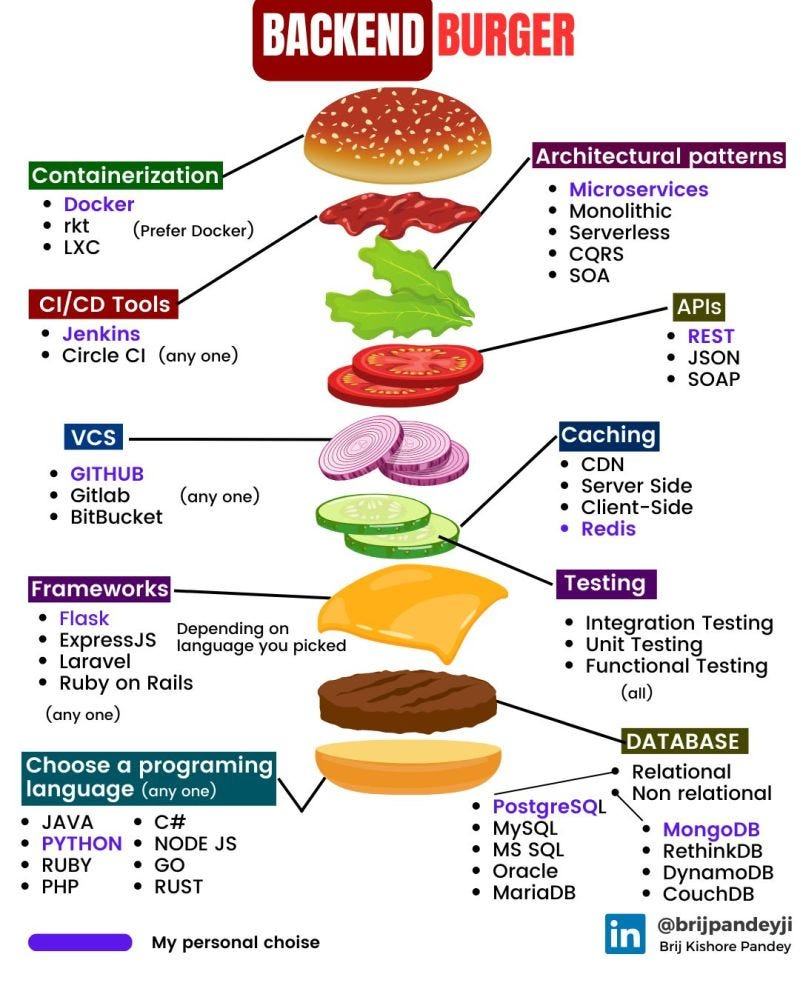 BACKEND BURGER
Containerization
Docker
rkt
(Prefer Docker)
LXC
Architectural patterns
Microservices
Monolithic
Serverless
CQRS
SOA
CI/CD Tools
Jenkins
Circle CI (any one)
APIs
REST
JSON
SOAP
VCS
GITHUB
Gitlab
(any one)
BitBucket
Caching
CDN
Server Side
Client-Side
Redis
Frameworks
Flask
ExpressJS
Laravel
Ruby on Rails
Depending on
language you picked
(any one)
Testing
Integration Testing
Unit Testing
Functional Testing
(all)
DATABASE
Relational
Non relational
PostgreSQL
MySQL
MS SQL
Oracle
MariaDB
MongoDB
RethinkDB
DynamoDB
CouchDB
Choose a programing
language (any one)
JAVA
PYTHON
RUBY
PHP
C#
NODE JS
GO
RUST
My personal choise
in
@brijpandeyji
Brij Kishore Pandey